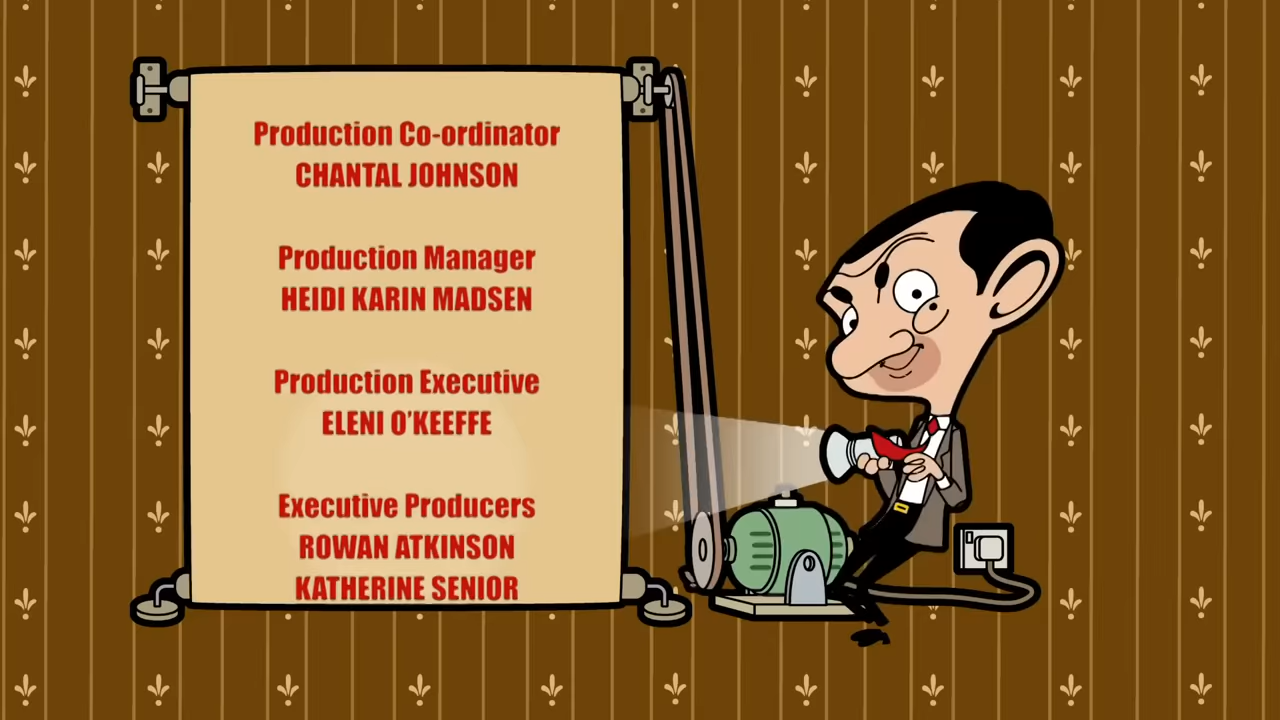 Production Co-ordinator
CHANTAL JOHNSON
Production Manager
HEIDI KARIN MADSEN
Production Executive
ELENI O'KEEFFE
Executive Producers
ROWAN ATKINSON
KATHERINE SENIOR